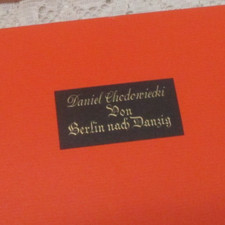 Daniel Chodowiecki
Von
Berlin nach Danzig